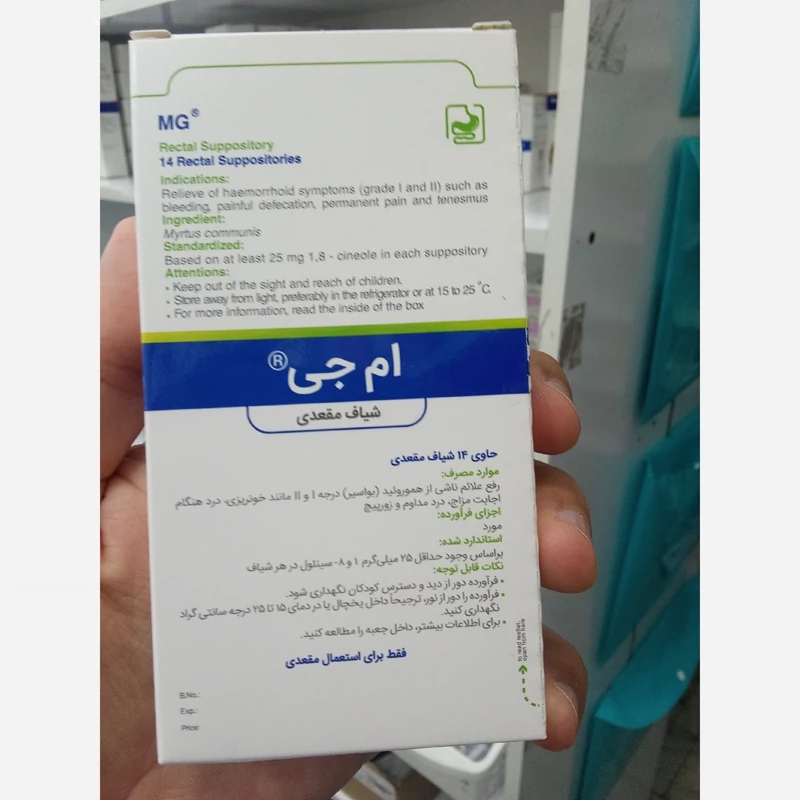 MG®
Rectal Suppository
14 Rectal Suppositories
Indications:
Relieve of haemorrhoid symptoms (grade I and II) such as
bleeding, painful defecation, permanent pain and tenesmus
Ingredient:
Myrtus communis
Standardized:
Based on at least 25 mg 1,8 - cineole in each suppository
Attentions:
• Keep out of the sight and reach of children.
• Store away from light, preferably in the refrigerator or at 15 to 25 °C.
• For more information, read the inside of the box
ام جی®
شیاف مقعدی
حاوی ۱۴ شیاف مقعدی
موارد مصرف:
رفع علائم ناشی از هموروئید (بواسیر) درجه I و II مانند خونریزی، درد هنگام
اجابت مزاج، درد مداوم و زورپیچ
اجزای فرآورده:
مورد
استاندارد شده:
براساس وجود حداقل ۲۵ میلی‌گرم ۱ و ۸- سینئول در هر شیاف
نکات قابل توجه:
• فرآورده دور از دید و دسترس کودکان نگهداری شود.
• فرآورده را دور از نور، ترجیحاً داخل یخچال یا در دمای ۱۵ تا ۲۵ درجه سانتی گراد
نگهداری کنید.
• برای اطلاعات بیشتر، داخل جعبه را مطالعه کنید.
فقط برای استعمال مقعدی
B.No.:
Exp.:
Price:
to read leaflet,
open from here